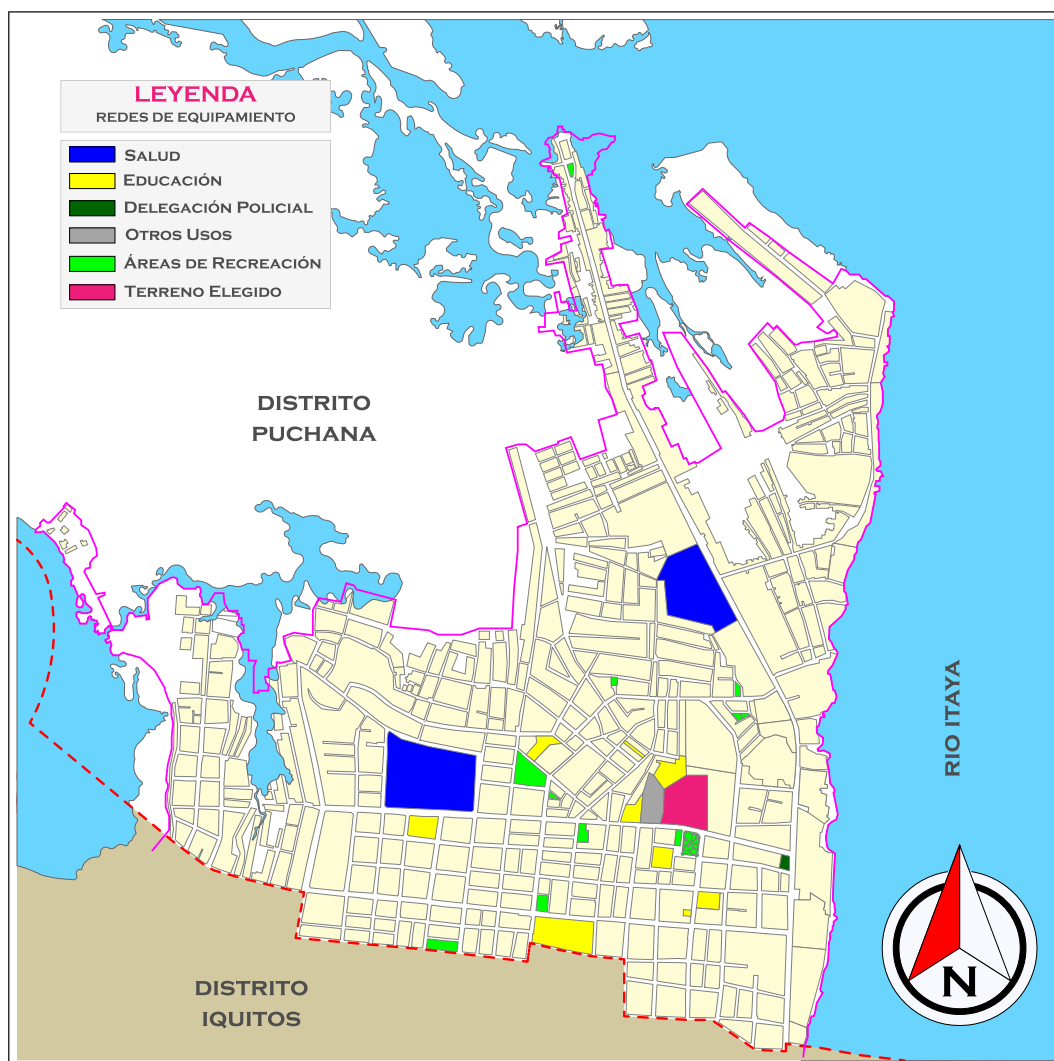 LEYENDA
REDES DE EQUIPAMIENTO
SALUD
EDUCACIÓN
DELEGACIÓN POLICIAL
OTROS USOS
ÁREAS DE RECREACIÓN
TERRENO ELEGIDO
DISTRITO
PUCHANA
RIO ITAYA
DISTRITO
IQUITOS
N